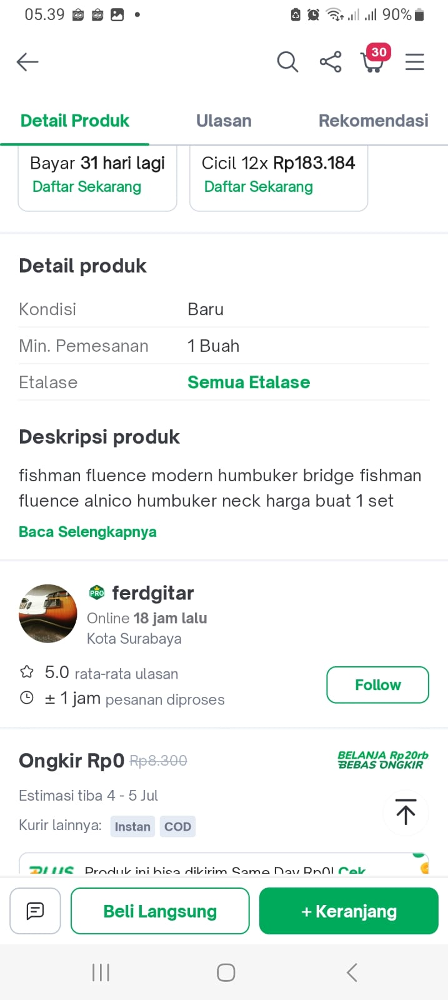 05.39
90%
30
Detail Produk
Ulasan
Rekomendasi
Bayar 31 hari lagi
Daftar Sekarang
Cicil 12x Rp183.184
Daftar Sekarang
Detail produk
Kondisi
Baru
Min. Pemesanan
1 Buah
Etalase
Semua Etalase
Deskripsi produk
fishman fluence modern humbuker bridge fishman
fluence alnico humbuker neck harga buat 1 set
Baca Selengkapnya
PRO ferdgitar
Online 18 jam lalu
Kota Surabaya
5.0 rata-rata ulasan
± 1 jam pesanan diproses
Follow
Ongkir Rp0 Rp8.300
BELANJA Rp20rb
BEBAS ONGKIR
Estimasi tiba 4 - 5 Jul
Kurir lainnya: Instan COD
PLUS Produk ini bisa dikirim Same Day Rp0! Cek
Beli Langsung
+ Keranjang